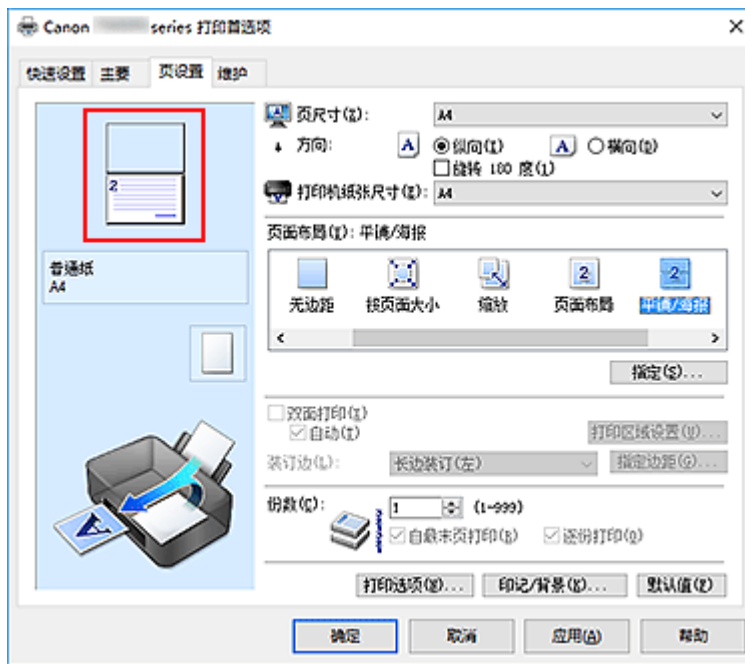 Canon series 打印首选项
快速设置 主要 页设置 维护
页尺寸(Z): A4
方向: A 纵向(I) A 横向(D)
旋转 180 度(1)
打印机纸张尺寸(E): A4
页面布局(Y): 平铺/海报
无边距 按页面大小 缩放 页面布局 平铺/海报
指定(S)...
2
普通纸
A4
双面打印(X)
自动(T)
打印区域设置(U)...
装订边(L): 长边装订(左) 指定边距(G)...
份数(C): 1 (1-999)
自最末页打印(B) 逐份打印(O)
打印选项(N)... 印记/背景(K)... 默认值(F)
确定 取消 应用(A) 帮助